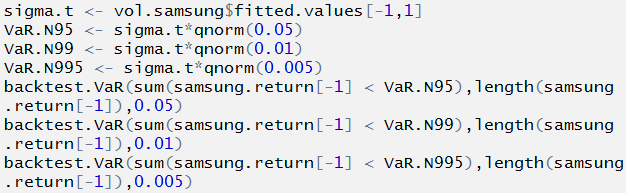 sigma.t <- vol.samsung$fitted.values[-1,1]
VaR.N95 <- sigma.t*qnorm(0.05)
VaR.N99 <- sigma.t*qnorm(0.01)
VaR.N995 <- sigma.t*qnorm(0.005)
backtest.VaR(sum(samsung.return[-1] < VaR.N95),length(samsung
.return[-1]),0.05)
backtest.VaR(sum(samsung.return[-1] < VaR.N99),length(samsung
.return[-1]),0.01)
backtest.VaR(sum(samsung.return[-1] < VaR.N995),length(samsung
.return[-1]),0.005)